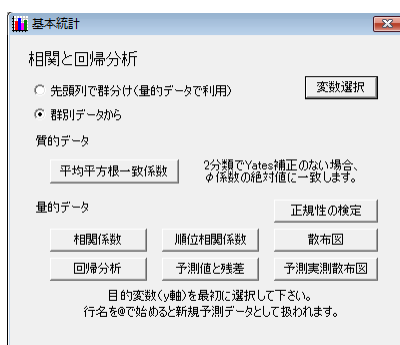 基本統計
相関と回帰分析
先頭列で群分け(量的データで利用)
変数選択
群別データから
質的データ
平均平方根一致係数
2分類でYates補正のない場合、
φ係数の絶対値に一致します。
量的データ
正規性の検定
相関係数
順位相関係数
散布図
回帰分析
予測値と残差
予測実測散布図
目的変数(y軸)を最初に選択して下さい。
行名を@で始めると新規予測データとして扱われます。